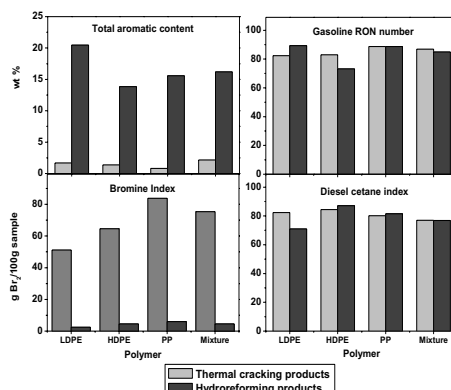 Total aromatic content
25
20
15
10
5
0
wt %
Gasoline RON number
100
80
60
40
20
0
Bromine Index
80
60
40
20
0
g Br₂/100g sample
LDPE HDPE PP Mixture
Polymer
Diesel cetane index
100
80
60
40
20
0
LDPE HDPE PP Mixture
Polymer
Thermal cracking products
Hydroreforming products